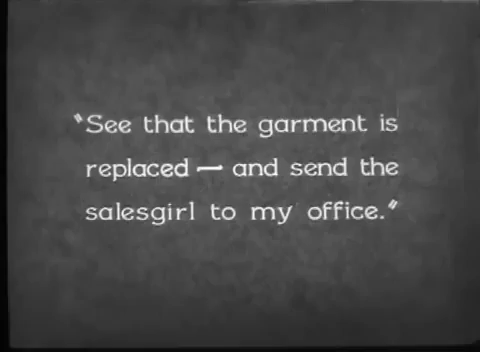 "See that the garment is
replaced — and send the
salesgirl to my office."